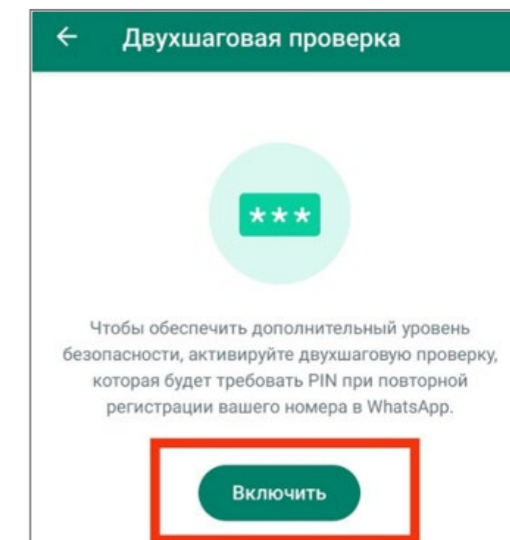 Двухшаговая проверка
***
Чтобы обеспечить дополнительный уровень
безопасности, активируйте двухшаговую проверку,
которая будет требовать PIN при повторной
регистрации вашего номера в WhatsApp.
Включить